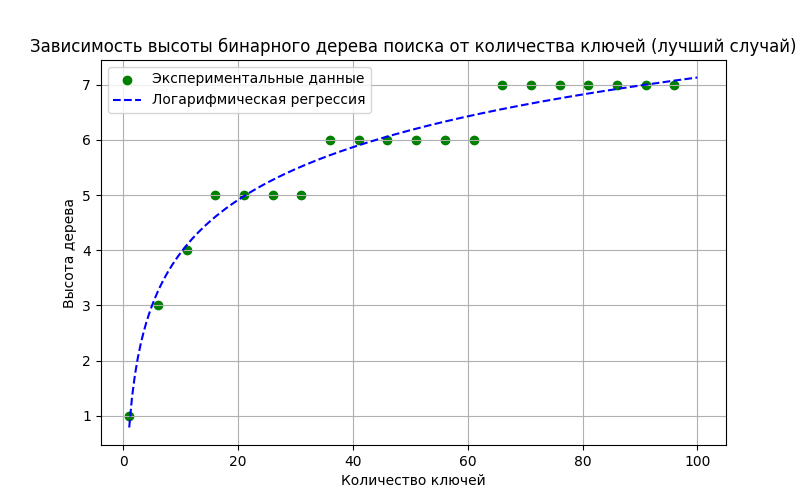 Зависимость высоты бинарного дерева поиска от количества ключей (лучший случай)
Экспериментальные данные
Логарифмическая регрессия
7
6
5
4
3
2
1
Высота дерева
0 20 40 60 80 100
Количество ключей